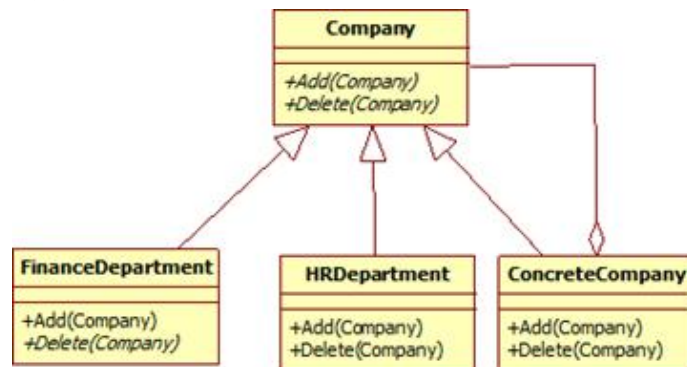 Company
+Add(Company)
+Delete(Company)
FinanceDepartment
+Add(Company)
+Delete(Company)
HRDepartment
+Add(Company)
+Delete(Company)
ConcreteCompany
+Add(Company)
+Delete(Company)